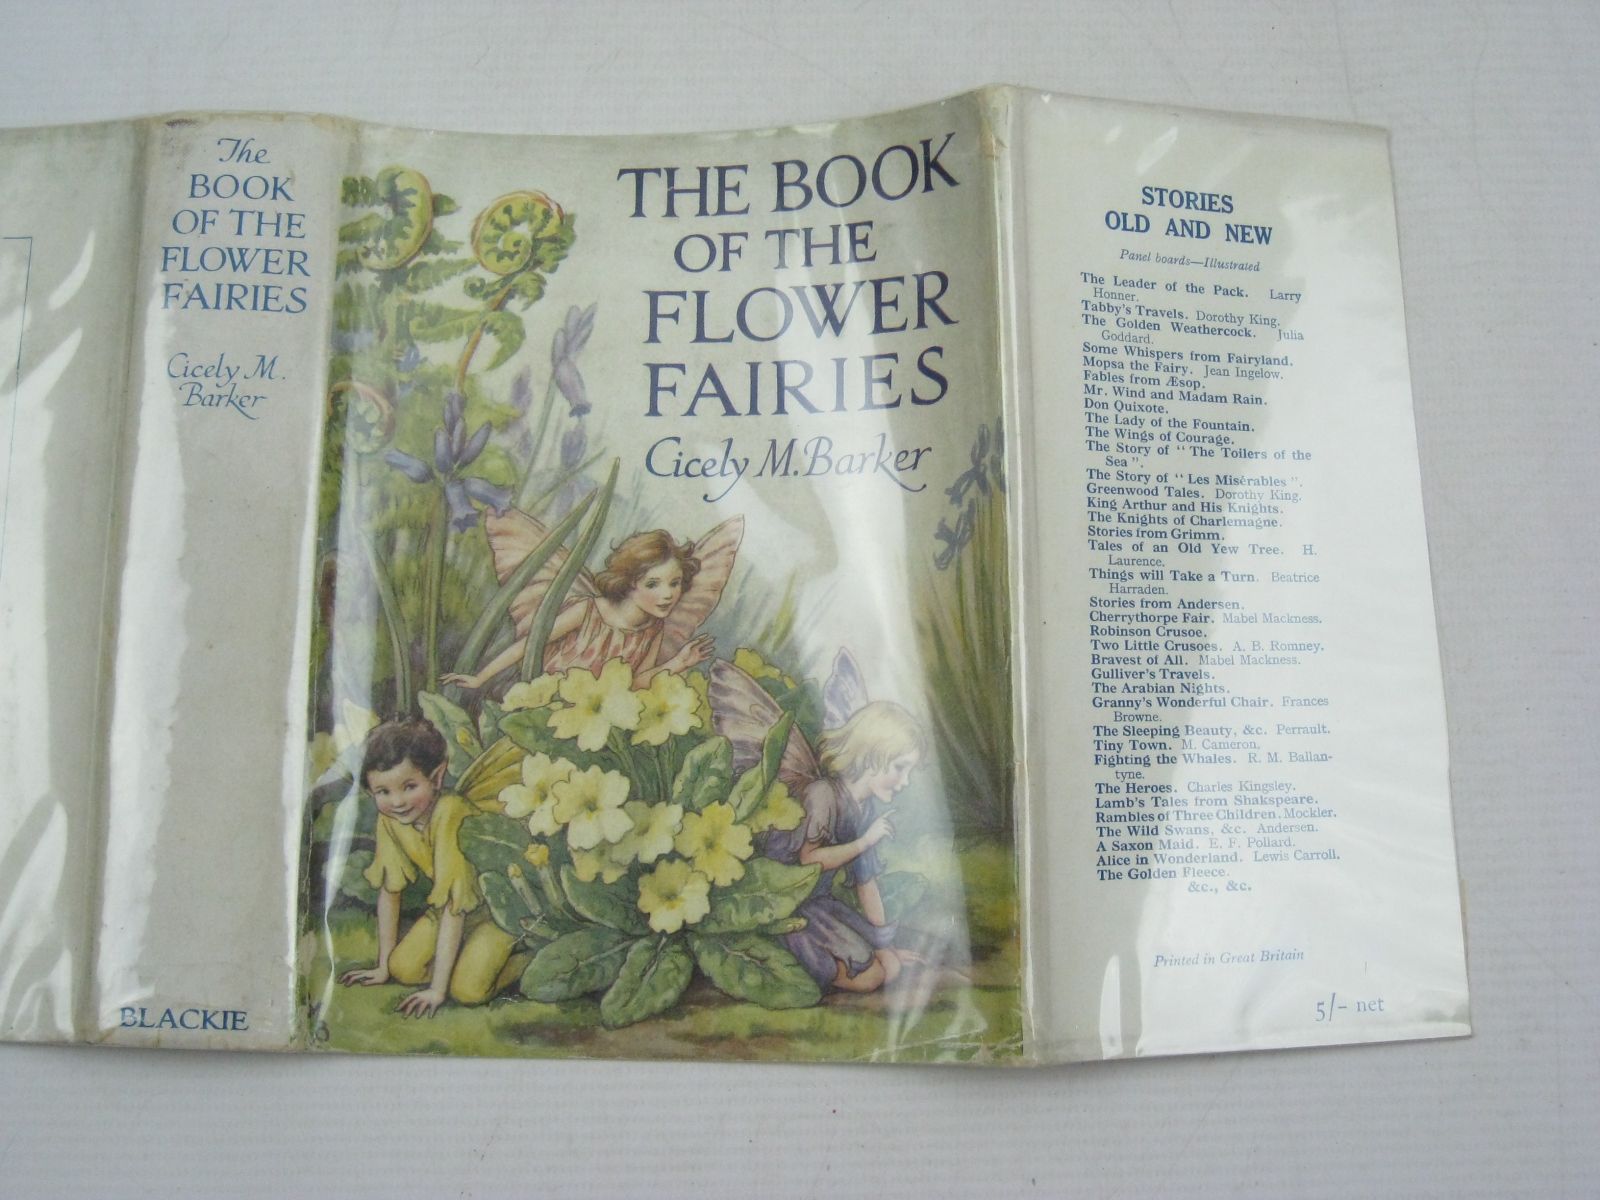 The
BOOK
OF THE
FLOWER
FAIRIES
Cicely M.
Barker
BLACKIE
THE BOOK
OF THE
FLOWER
FAIRIES
Cicely M. Barker
STORIES
OLD AND NEW
Panel boards—Illustrated
The Leader of the Pack. Larry
Honner.
Tabby's Travels. Dorothy King.
The Golden Weathercock. Julia
Goddard.
Some Whispers from Fairyland.
Mopsa the Fairy. Jean Ingelow.
Fables from Æsop.
Mr. Wind and Madam Rain.
Don Quixote.
The Lady of the Fountain.
The Wings of Courage.
The Story of "The Toilers of the
Sea".
The Story of "Les Misérables".
Greenwood Tales. Dorothy King.
King Arthur and His Knights.
The Knights of Charlemagne.
Stories from Grimm.
Tales of an Old Yew Tree. H.
Laurence.
Things will Take a Turn. Beatrice
Harraden.
Stories from Andersen.
Cherrythorpe Fair. Mabel Mackness.
Robinson Crusoe.
Two Little Crusoes. A. B. Romney.
Bravest of All. Mabel Mackness.
Gulliver's Travels.
The Arabian Nights.
Granny's Wonderful Chair. Frances
Browne.
The Sleeping Beauty, &c. Perrault.
Tiny Town. M. Cameron.
Fighting the Whales. R. M. Ballan-
tyne.
The Heroes. Charles Kingsley.
Lamb's Tales from Shakspeare.
Rambles of Three Children. Mockler.
The Wild Swans, &c. Andersen.
A Saxon Maid. E. F. Pollard.
Alice in Wonderland. Lewis Carroll.
The Golden Fleece.
&c., &c.
Printed in Great Britain
5/- net